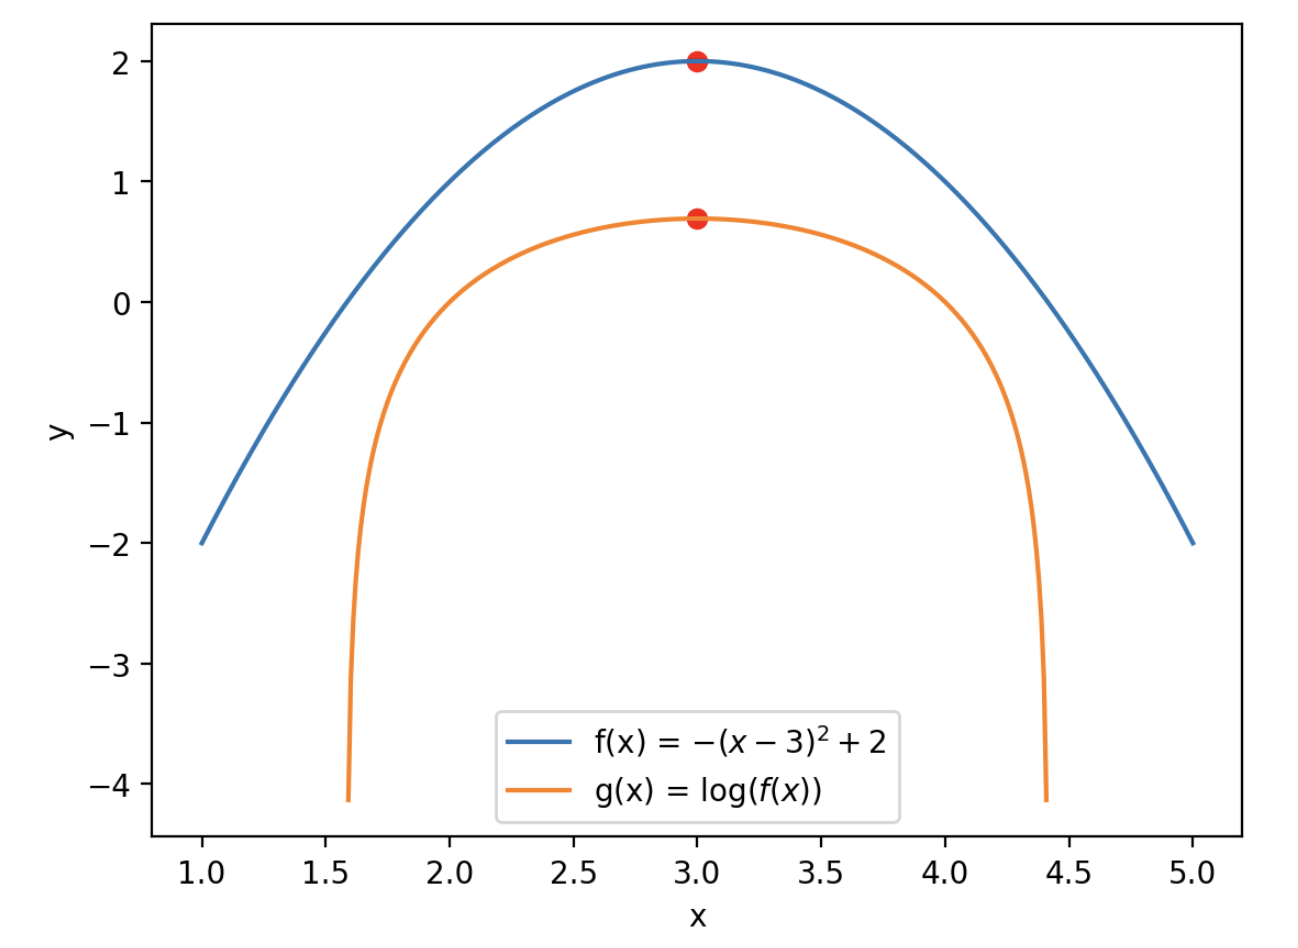 2
1
0
−1
−2
−3
−4
y
f(x) = −(x − 3)² + 2
g(x) = log(f(x))
1.0 1.5 2.0 2.5 3.0 3.5 4.0 4.5 5.0
x